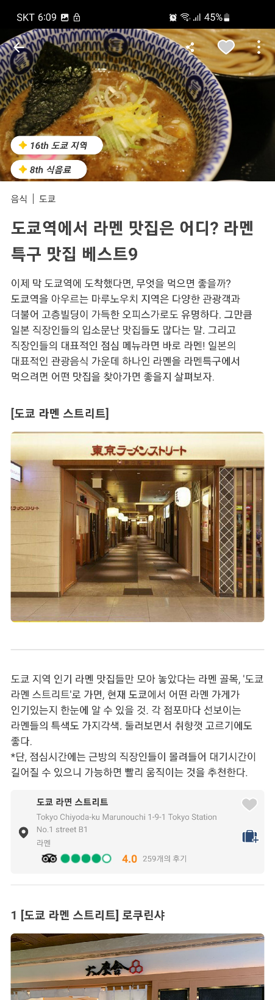 SKT 6:09 45%
16th 도쿄 지역
8th 식음료
음식 | 도쿄
도쿄역에서 라멘 맛집은 어디? 라멘
특구 맛집 베스트9
이제 막 도쿄역에 도착했다면, 무엇을 먹으면 좋을까?
도쿄역을 아우르는 마루노우치 지역은 다양한 관광객과
더불어 고층빌딩이 가득한 오피스가로도 유명하다. 그만큼
일본 직장인들의 입소문난 맛집들도 많다는 말. 그리고
직장인들의 대표적인 점심 메뉴라면 바로 라멘! 일본의
대표적인 관광음식 가운데 하나인 라멘을 라멘특구에서
먹으려면 어떤 맛집을 찾아가면 좋을지 살펴보자.
[도쿄 라멘 스트리트]
東京ラーメンストリート
ラーメンストリート
도쿄 지역 인기 라멘 맛집들만 모아 놓았다는 라멘 골목, '도쿄
라멘 스트리트'로 가면, 현재 도쿄에서 어떤 라멘 가게가
인기있는지 한눈에 알 수 있을 것. 각 점포마다 선보이는
라멘들의 특색도 가지각색. 둘러보면서 취향껏 고르기에도
좋다.
*단, 점심시간에는 근방의 직장인들이 몰려들어 대기시간이
길어질 수 있으니 가능하면 빨리 움직이는 것을 추천한다.
도쿄 라면 스트리트
Tokyo Chiyoda-ku Marunouchi 1-9-1 Tokyo Station
No.1 street B1
라멘
4.0 259개의 후기
1 [도쿄 라멘 스트리트] 로쿠린샤
六厘舎